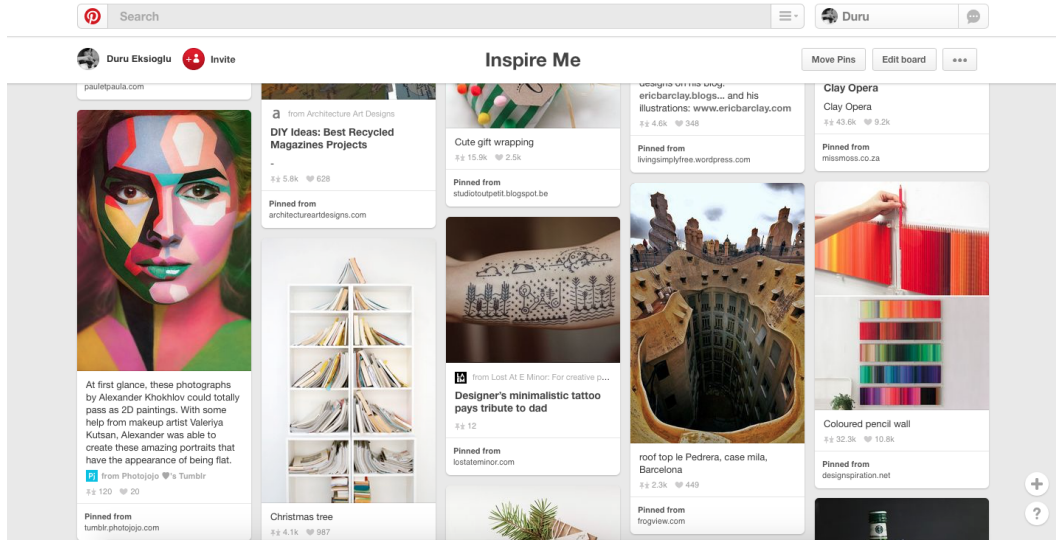 Search
Duru
Duru Eksioglu
Invite
Inspire Me
Move Pins
Edit board
pauletpaula.com
At first glance, these photographs
by Alexander Khokhlov could totally
pass as 2D paintings. With some
help from makeup artist Valeriya
Kutsan, Alexander was able to
create these amazing portraits that
have the appearance of being flat.
Pj from Photojojo ♥'s Tumblr
120 20
Pinned from
tumblr.photojojo.com
a from Architecture Art Designs
DIY Ideas: Best Recycled
Magazines Projects
-
5.8k 628
Pinned from
architectureartdesigns.com
Christmas tree
4.1k 987
Cute gift wrapping
15.9k 2.5k
Pinned from
studiotoutpetit.blogspot.be
from Lost At E Minor: For creative p...
Designer's minimalistic tattoo
pays tribute to dad
12
Pinned from
lostateminor.com
designs on his blog:
ericbarclay.blogs... and his
illustrations: www.ericbarclay.com
4.6k 348
Pinned from
livingsimplyfree.wordpress.com
roof top le Pedrera, case mila,
Barcelona
2.3k 449
Pinned from
frogview.com
Clay Opera
Clay Opera
43.6k 9.2k
Pinned from
missmoss.co.za
Coloured pencil wall
32.3k 10.8k
Pinned from
designspiration.net
+
?